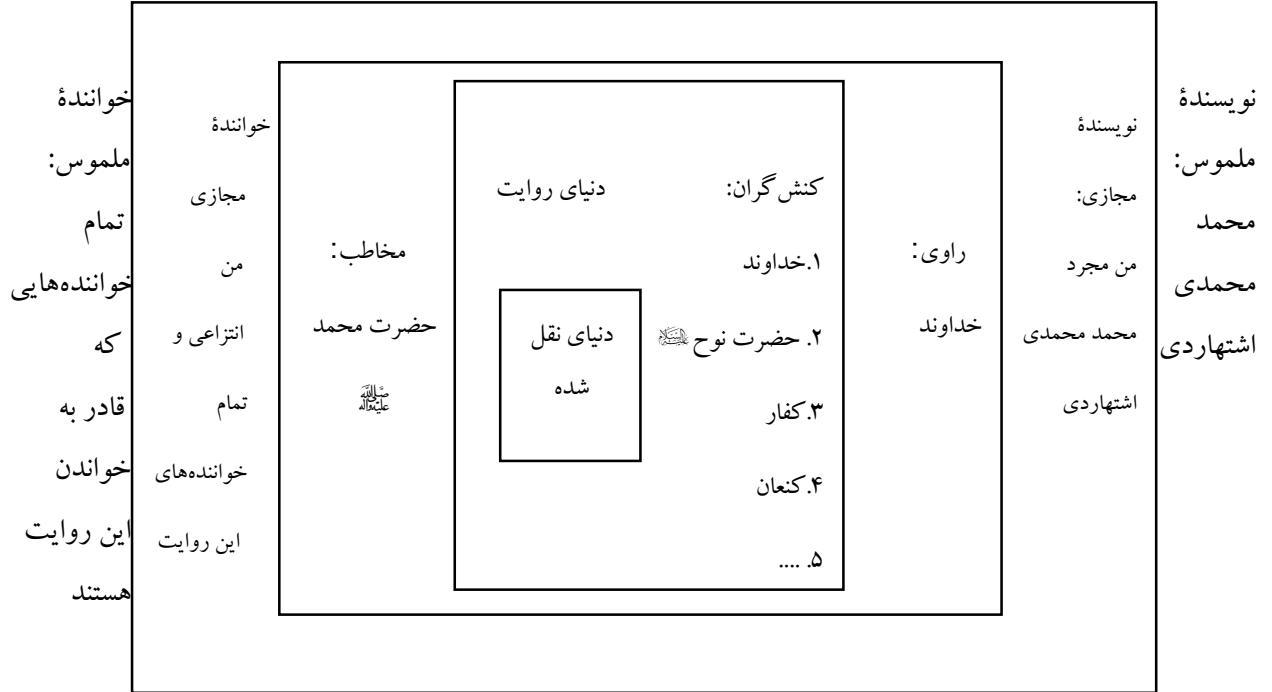 نویسندهٔ
ملموس:
محمد
محمدی
اشتهاردی
نویسندهٔ
مجازی:
من مجرد
محمد محمدی
اشتهاردی
راوی:
خداوند
کنش‌گران:
۱.خداوند
۲. حضرت نوح علیه‌السلام
۳.کفار
۴.کنعان
۵. ....
دنیای روایت
دنیای نقل
شده
مخاطب:
حضرت محمد
ﷺ
خوانندهٔ
مجازی
من
انتزاعی و
تمام
خواننده‌های
این روایت
خوانندهٔ
ملموس:
تمام
خواننده‌هایی
که
قادر به
خواندن
این روایت
هستند